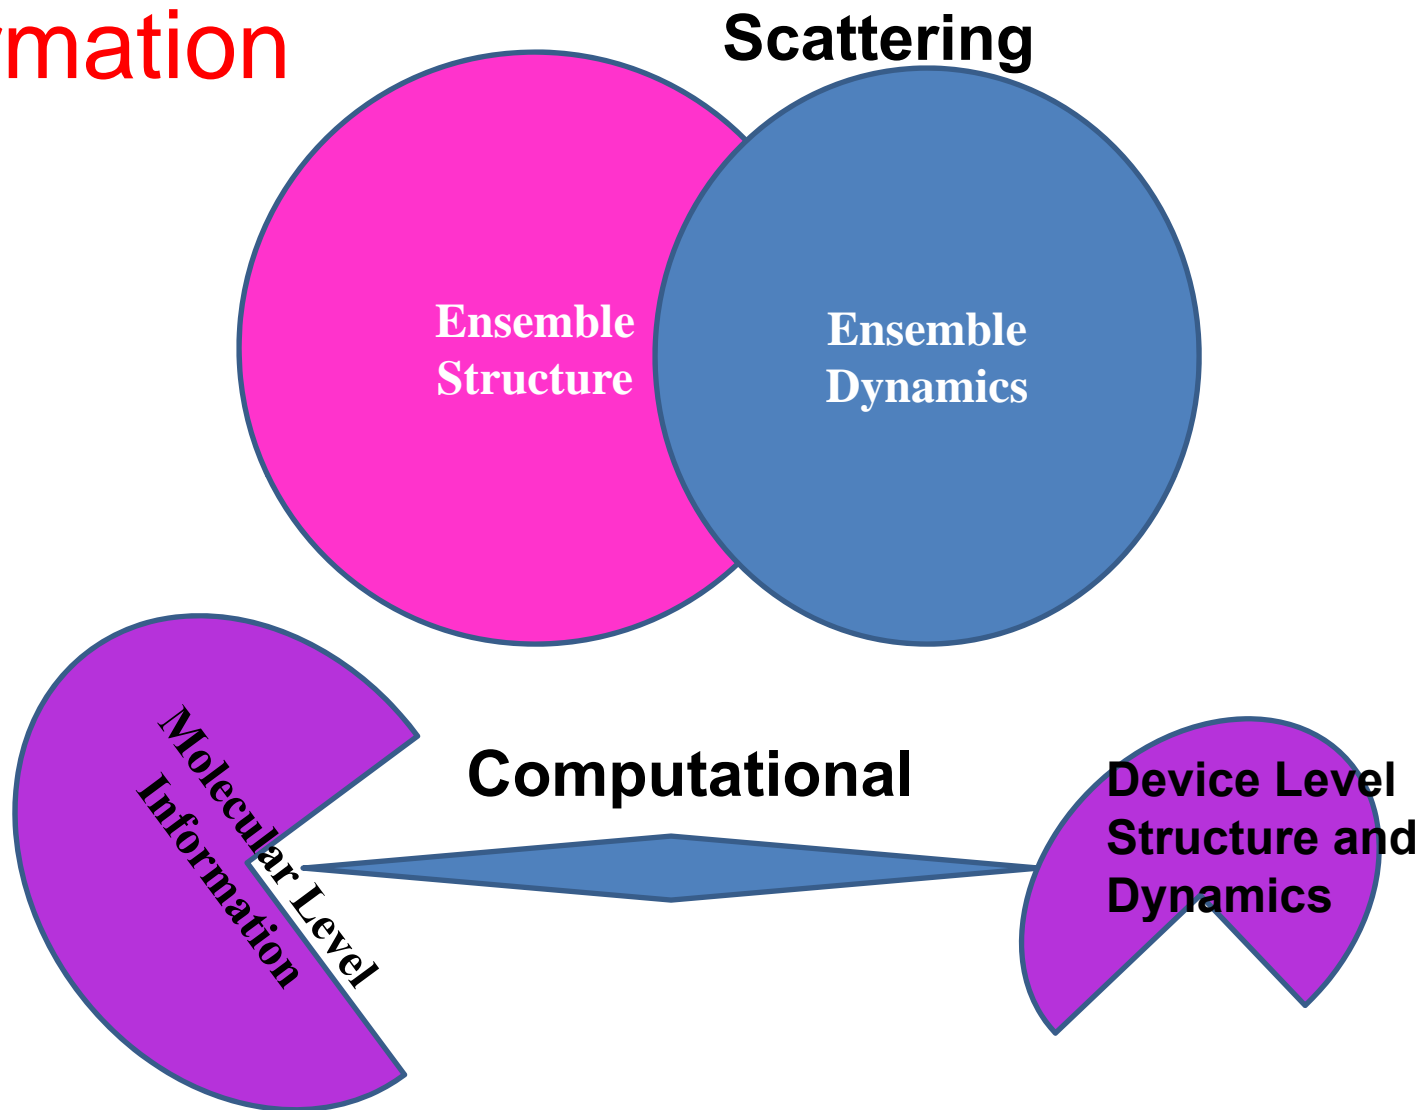 rmation
Scattering
Ensemble
Structure
Ensemble
Dynamics
Molecular Level
Information
Computational
Device Level
Structure and
Dynamics